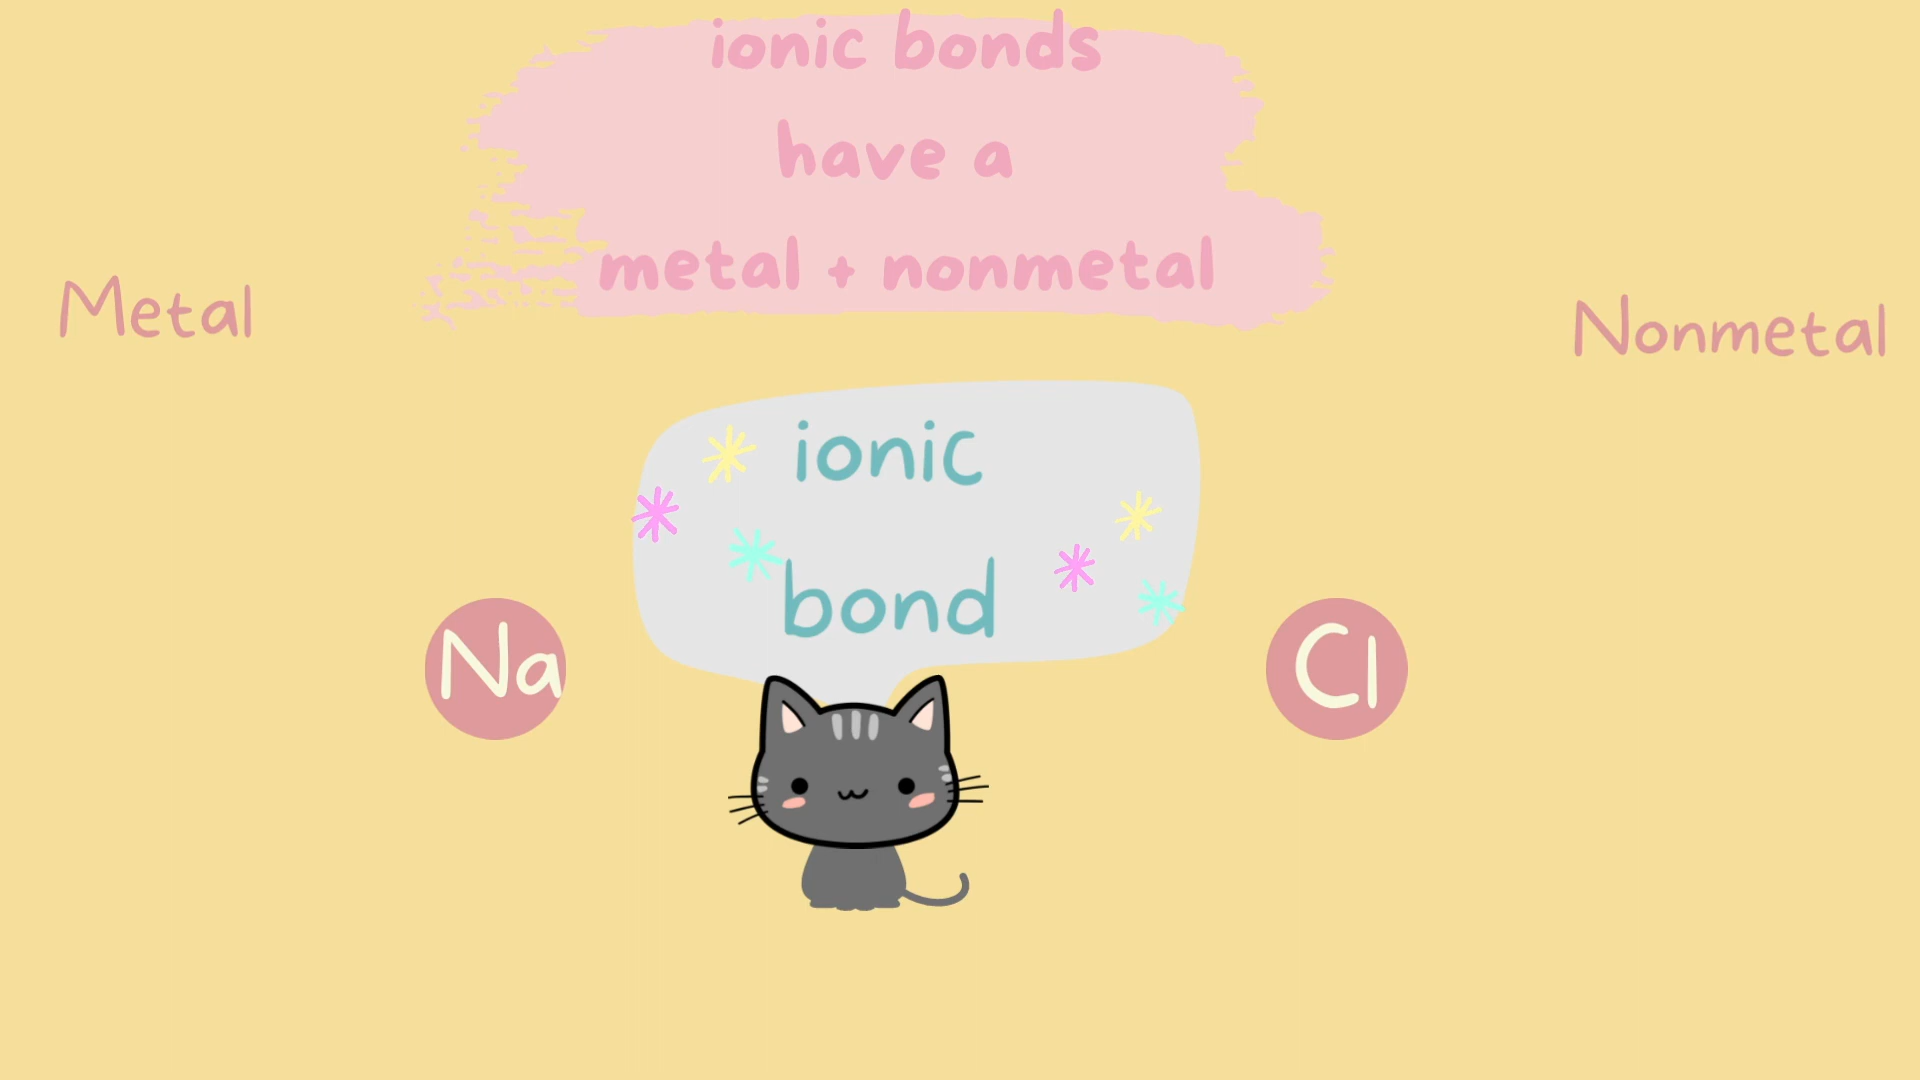 ionic bonds
have a
metal + nonmetal
Metal
Nonmetal
ionic
bond
Na
Cl